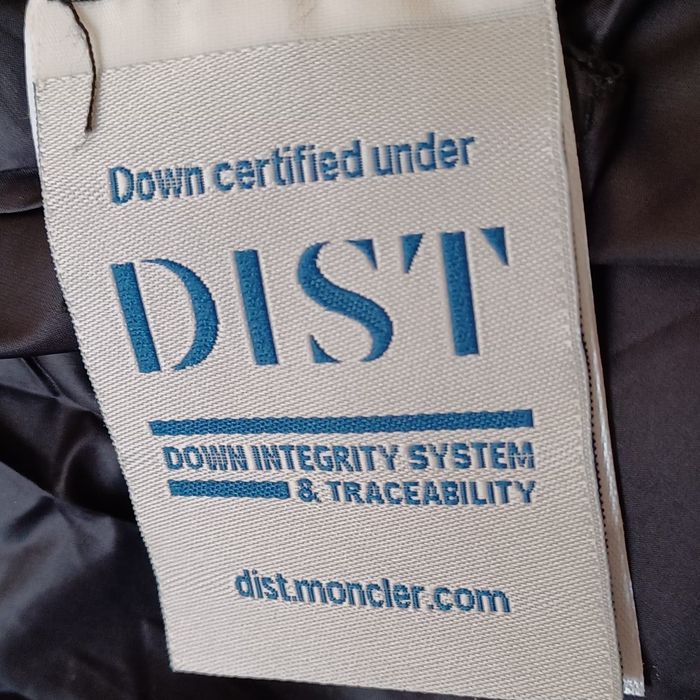 Down certified under
DIST
DOWN INTEGRITY SYSTEM
& TRACEABILITY
dist.moncler.com